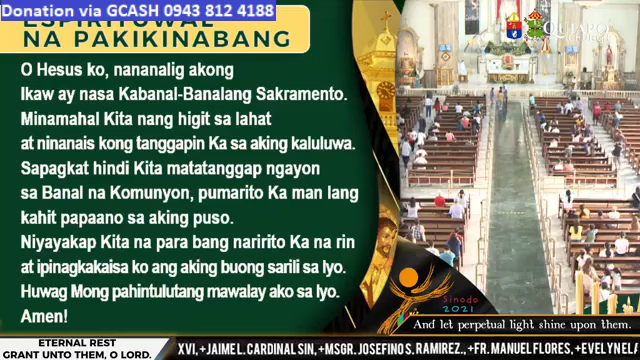 Donation via GCASH 0943 812 4188
ESPIRITUWAL
NA PAKIKINABANG
O Hesus ko, nananalig akong
Ikaw ay nasa Kabanal-Banalang Sakramento.
Minamahal Kita nang higit sa lahat
at ninanais kong tanggapin Ka sa aking kaluluwa.
Sapagkat hindi Kita matatanggap ngayon
sa Banal na Komunyon, pumarito Ka man lang
kahit papaano sa aking puso.
Niyayakap Kita na para bang naririto Ka na rin
at ipinagkakaisa ko ang aking buong sarili sa Iyo.
Huwag Mong pahintulutang mawalay ako sa Iyo.
Amen!
QUIAPO
Sinodo
2021
And let perpetual light shine upon them.
ETERNAL REST
GRANT UNTO THEM, O LORD.
XVI, +JAIME L. CARDINAL SIN, +MSGR. JOSEFINO S. RAMIREZ., +FR. MANUEL FLORES, +EVELYNE L